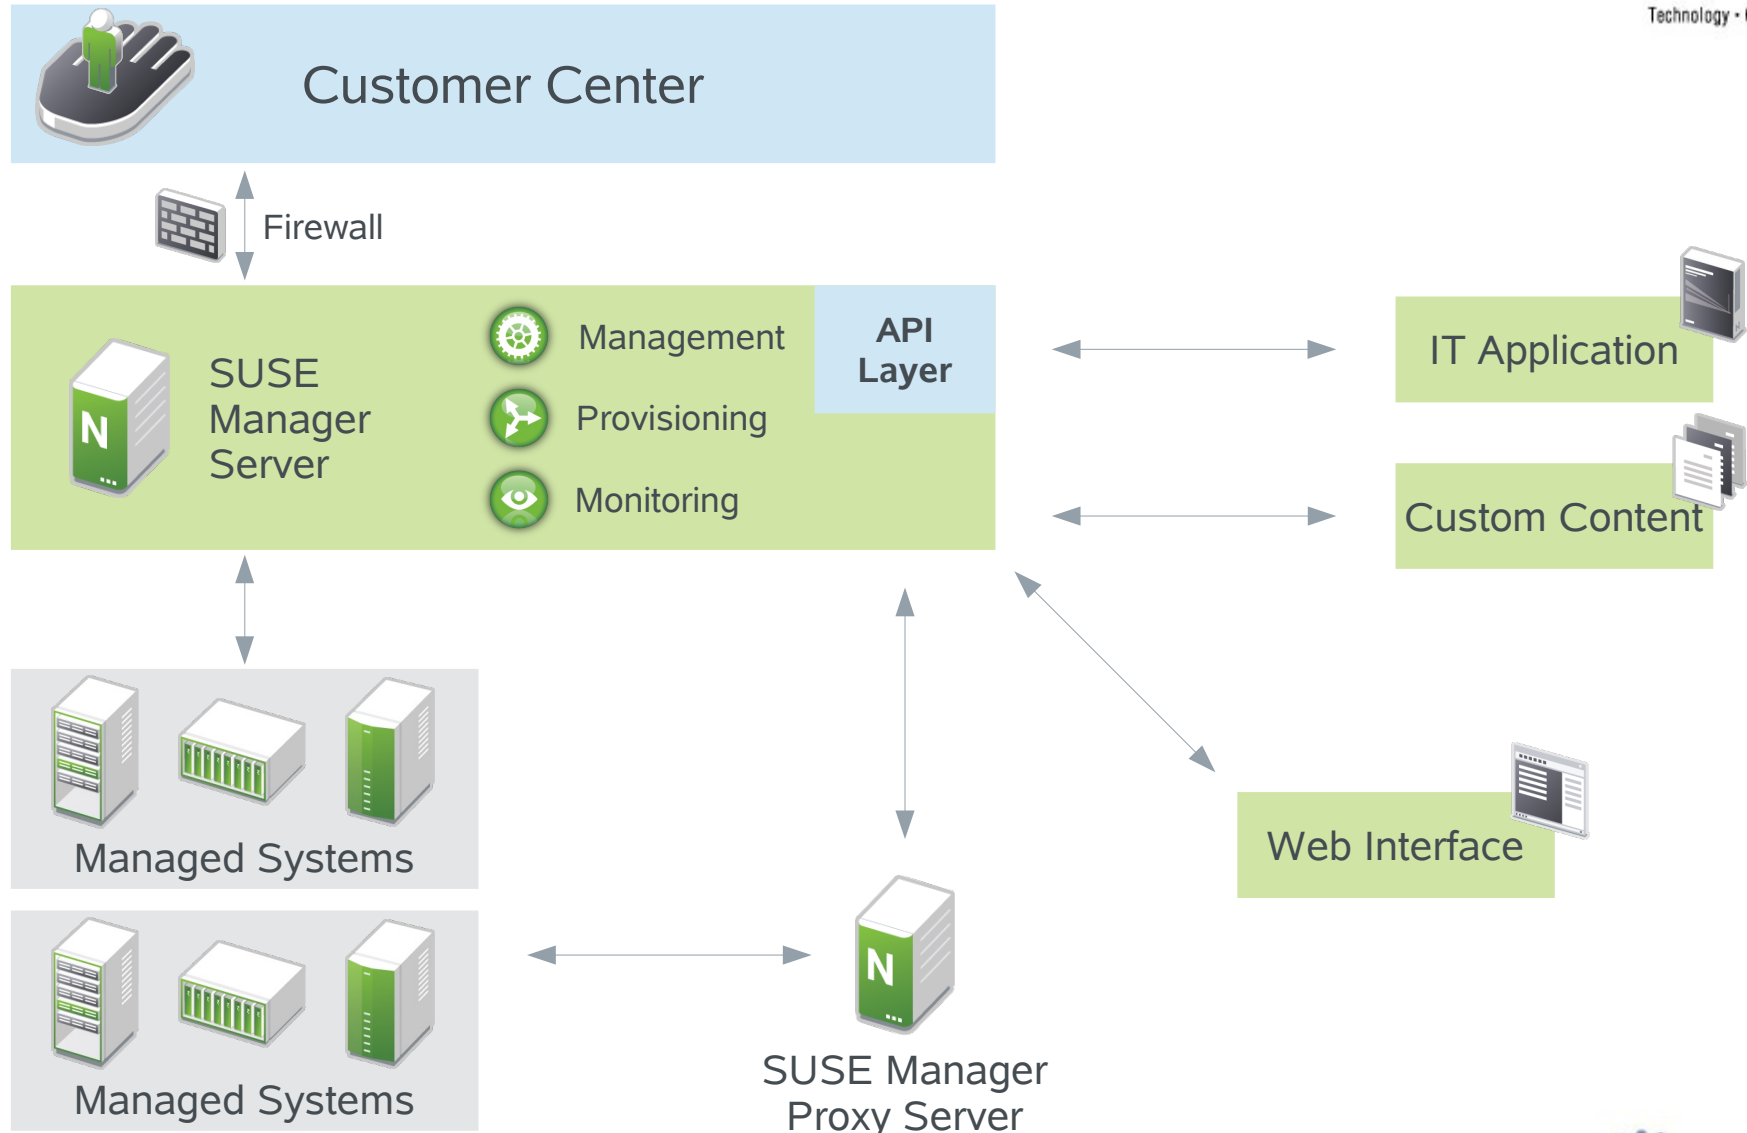 Technology •
Customer Center
Firewall
SUSE
Manager
Server
N
Management
Provisioning
Monitoring
API
Layer
IT Application
Custom Content
Managed Systems
Web Interface
Managed Systems
N
SUSE Manager
Proxy Server